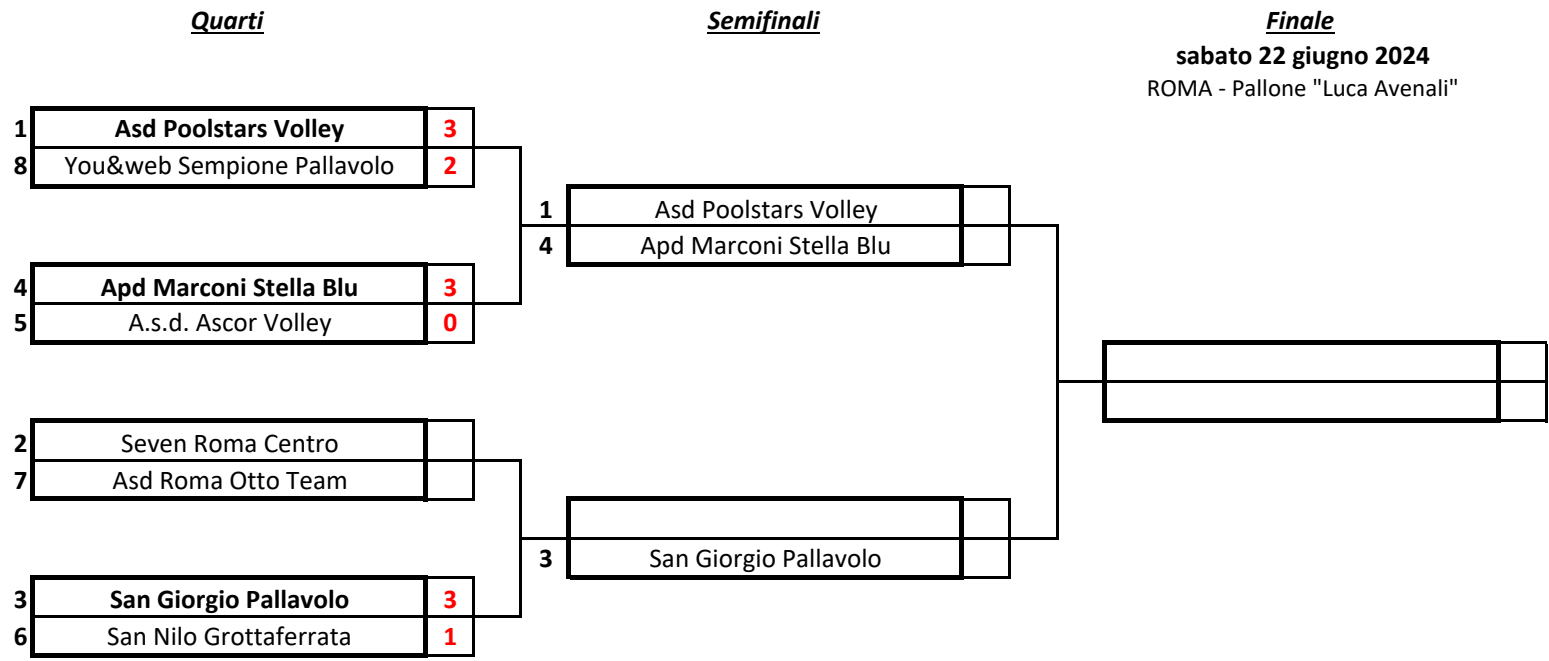 Quarti
Semifinali
Finale
sabato 22 giugno 2024
ROMA - Pallone "Luca Avenali"
1 Asd Poolstars Volley 3
8 You&web Sempione Pallavolo 2
1 Asd Poolstars Volley
4 Apd Marconi Stella Blu
4 Apd Marconi Stella Blu 3
5 A.s.d. Ascor Volley 0
2 Seven Roma Centro
7 Asd Roma Otto Team
3 San Giorgio Pallavolo
3 San Giorgio Pallavolo 3
6 San Nilo Grottaferrata 1